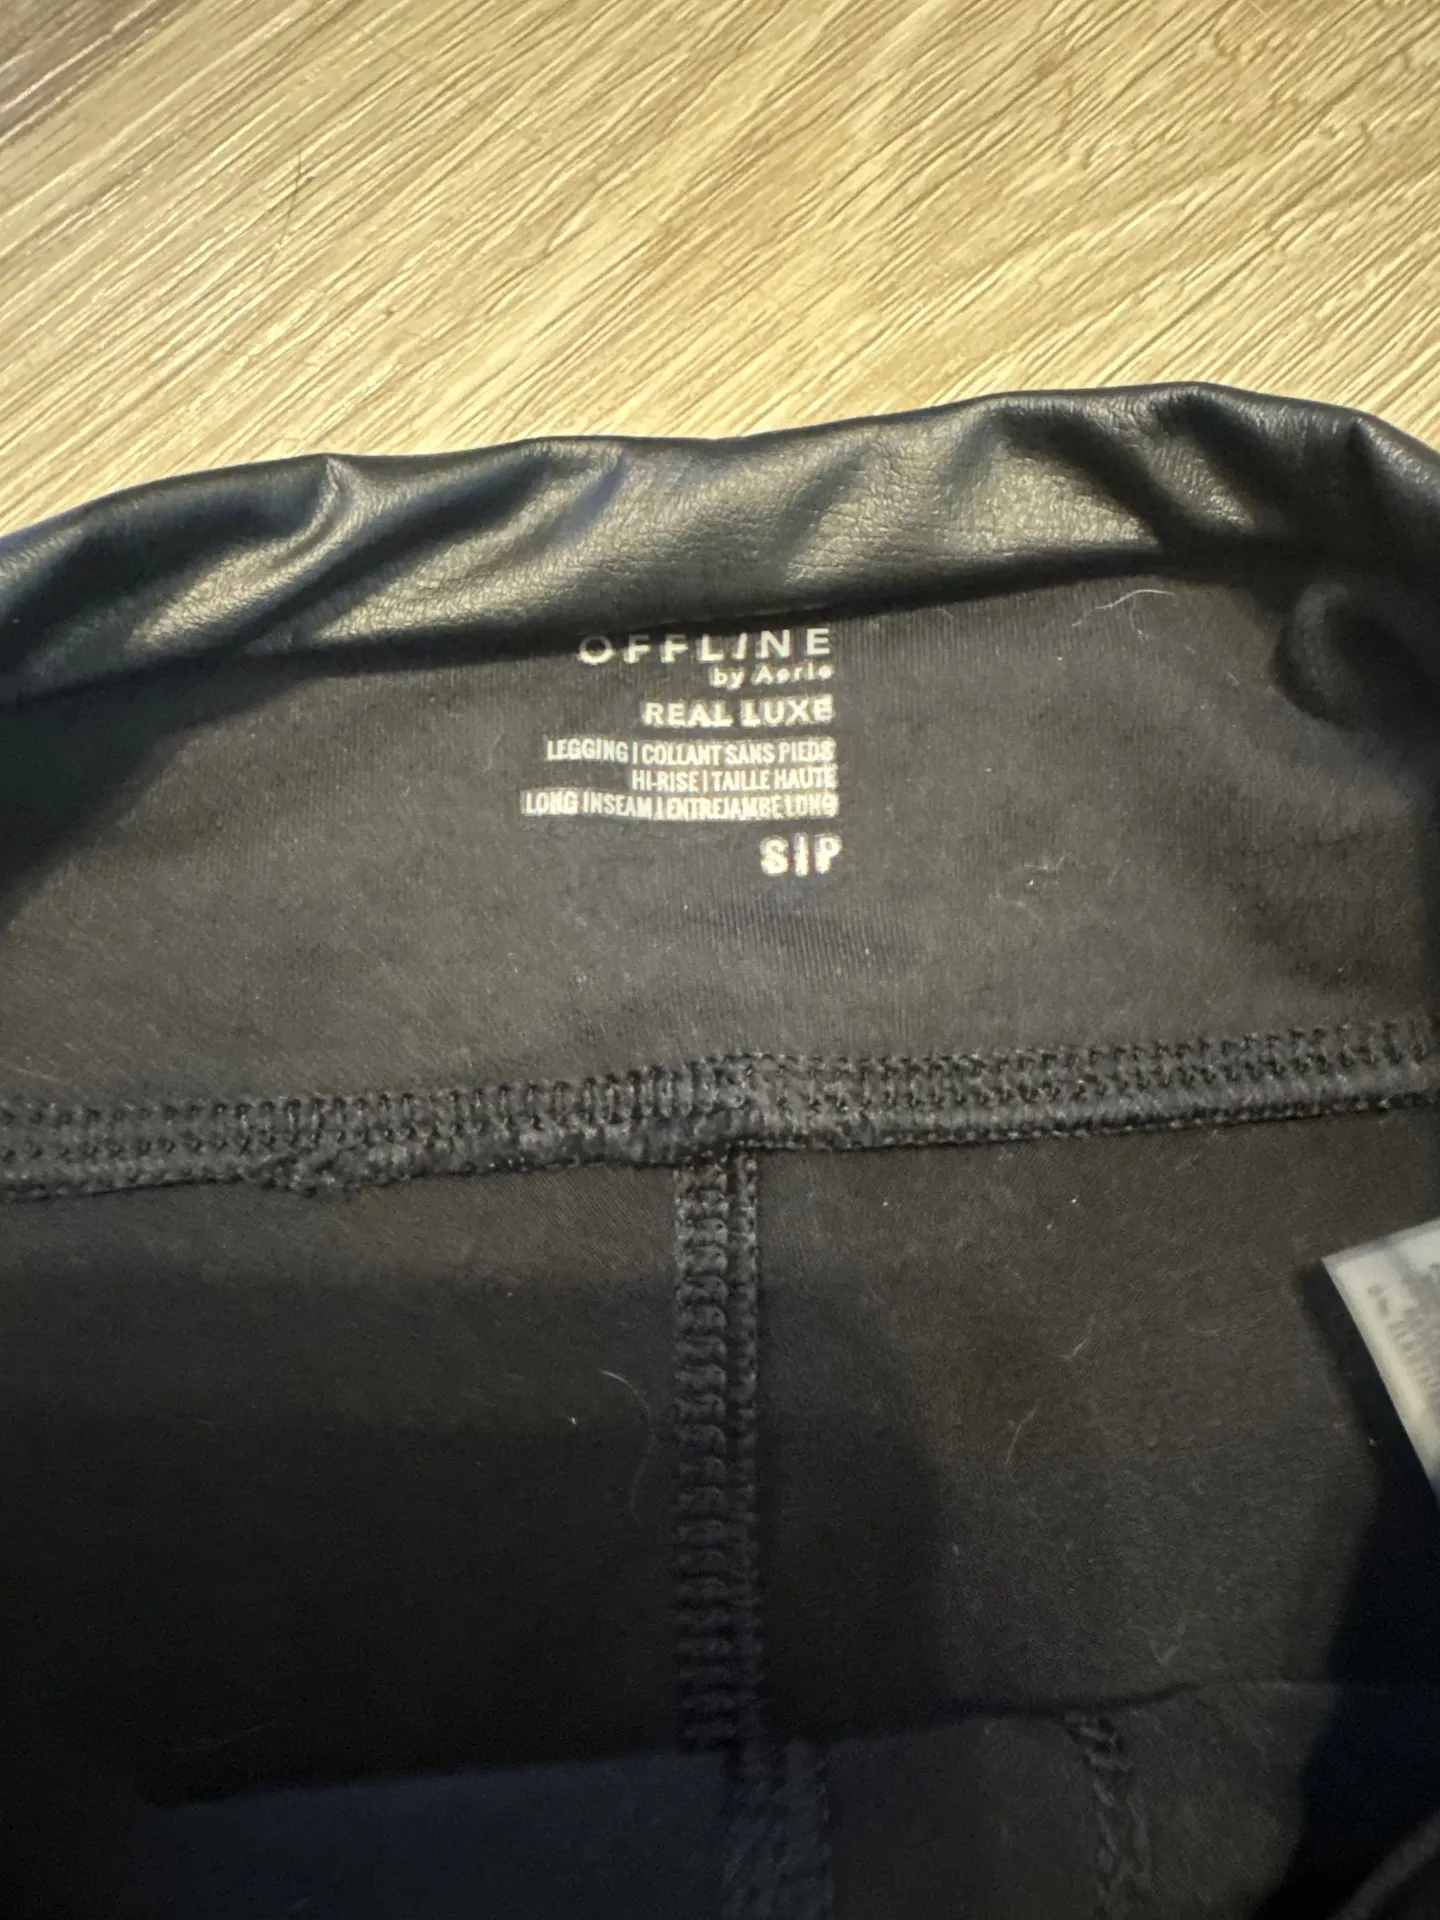 OFFLINE
by Aerie
REAL LUXE
LEGGING | COLLANT SANS PIEDS
HI-RISE | TAILLE HAUTE
LONG INSEAM | ENTREJAMBE LONG
S|P